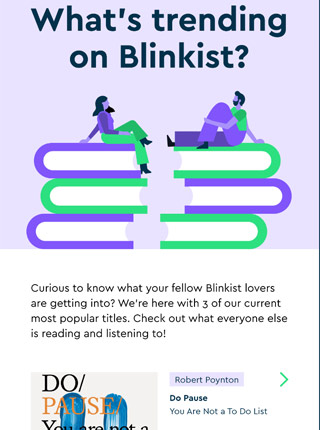 What's trending
on Blinkist?
Curious to know what your fellow Blinkist lovers
are getting into? We're here with 3 of our current
most popular titles. Check out what everyone else
is reading and listening to!
DO/
PAUSE/
You are not a
Robert Poynton
Do Pause
You Are Not a To Do List